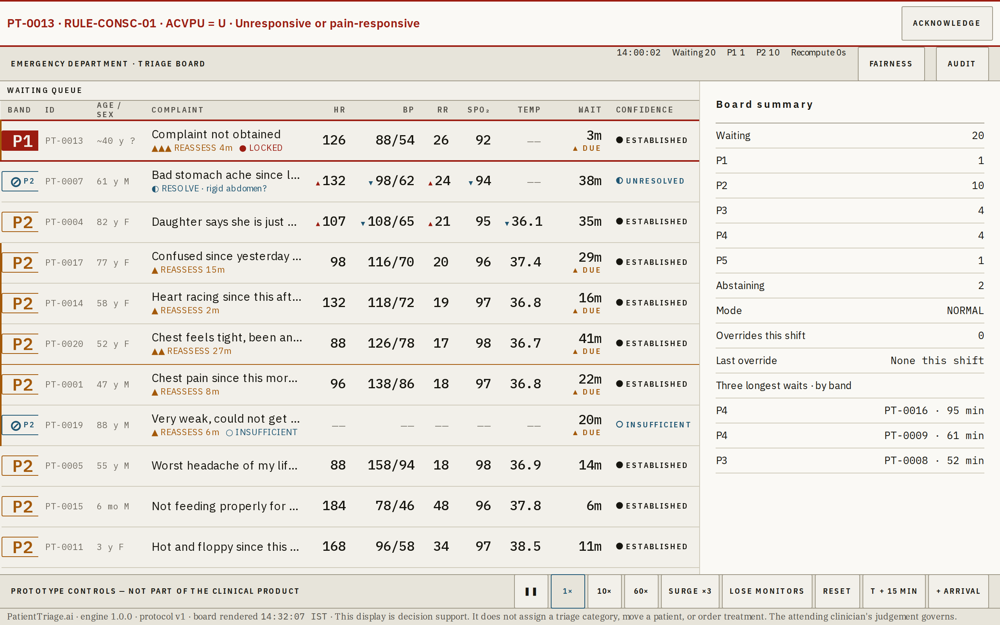 PT-0013 · RULE-CONSC-01 · ACVPU = U · Unresponsive or pain-responsive
ACKNOWLEDGE
EMERGENCY DEPARTMENT · TRIAGE BOARD
14:00:02 Waiting 20 P1 1 P2 10 Recompute 0s
FAIRNESS
AUDIT
WAITING QUEUE
BAND ID AGE / SEX COMPLAINT HR BP RR SPO₂ TEMP WAIT CONFIDENCE
P1 PT-0013 ~40 y ? Complaint not obtained 126 88/54 26 92 —— 3m ● ESTABLISHED
▲▲▲ REASSESS 4m ● LOCKED ▲ DUE
⊘ P2 PT-0007 61 y M Bad stomach ache since l… ▲132 ▼98/62 ▲24 ▼94 —— 38m ◐ UNRESOLVED
◐ RESOLVE · rigid abdomen?
P2 PT-0004 82 y F Daughter says she is just … ▲107 ▼108/65 ▲21 95 ▼36.1 35m ● ESTABLISHED
P2 PT-0017 77 y F Confused since yesterday … 98 116/70 20 96 37.4 29m ● ESTABLISHED
▲ REASSESS 15m ▲ DUE
P2 PT-0014 58 y F Heart racing since this aft… 132 118/72 19 97 36.8 16m ● ESTABLISHED
▲ REASSESS 2m ▲ DUE
P2 PT-0020 52 y F Chest feels tight, been an… 88 126/78 17 98 36.7 41m ● ESTABLISHED
▲▲ REASSESS 27m ▲ DUE
P2 PT-0001 47 y M Chest pain since this mor… 96 138/86 18 97 36.8 22m ● ESTABLISHED
▲ REASSESS 8m ▲ DUE
⊘ P2 PT-0019 88 y M Very weak, could not get … —— —— —— —— —— 20m ○ INSUFFICIENT
▲ REASSESS 6m ○ INSUFFICIENT ▲ DUE
P2 PT-0005 55 y M Worst headache of my lif… 88 158/94 18 98 36.9 14m ● ESTABLISHED
P2 PT-0015 6 mo M Not feeding properly for … 184 78/46 48 96 37.8 6m ● ESTABLISHED
P2 PT-0011 3 y F Hot and floppy since this … 168 96/58 34 97 38.5 11m ● ESTABLISHED
Board summary
Waiting 20
P1 1
P2 10
P3 4
P4 4
P5 1
Abstaining 2
Mode NORMAL
Overrides this shift 0
Last override None this shift
Three longest waits · by band
P4 PT-0016 · 95 min
P4 PT-0009 · 61 min
P3 PT-0008 · 52 min
PROTOTYPE CONTROLS — NOT PART OF THE CLINICAL PRODUCT
❚❚ 1× 10× 60× SURGE ×3 LOSE MONITORS RESET T + 15 MIN + ARRIVAL
PatientTriage.ai · engine 1.0.0 · protocol v1 · board rendered 14:32:07 IST · This display is decision support. It does not assign a triage category, move a patient, or order treatment. The attending clinician's judgement governs.